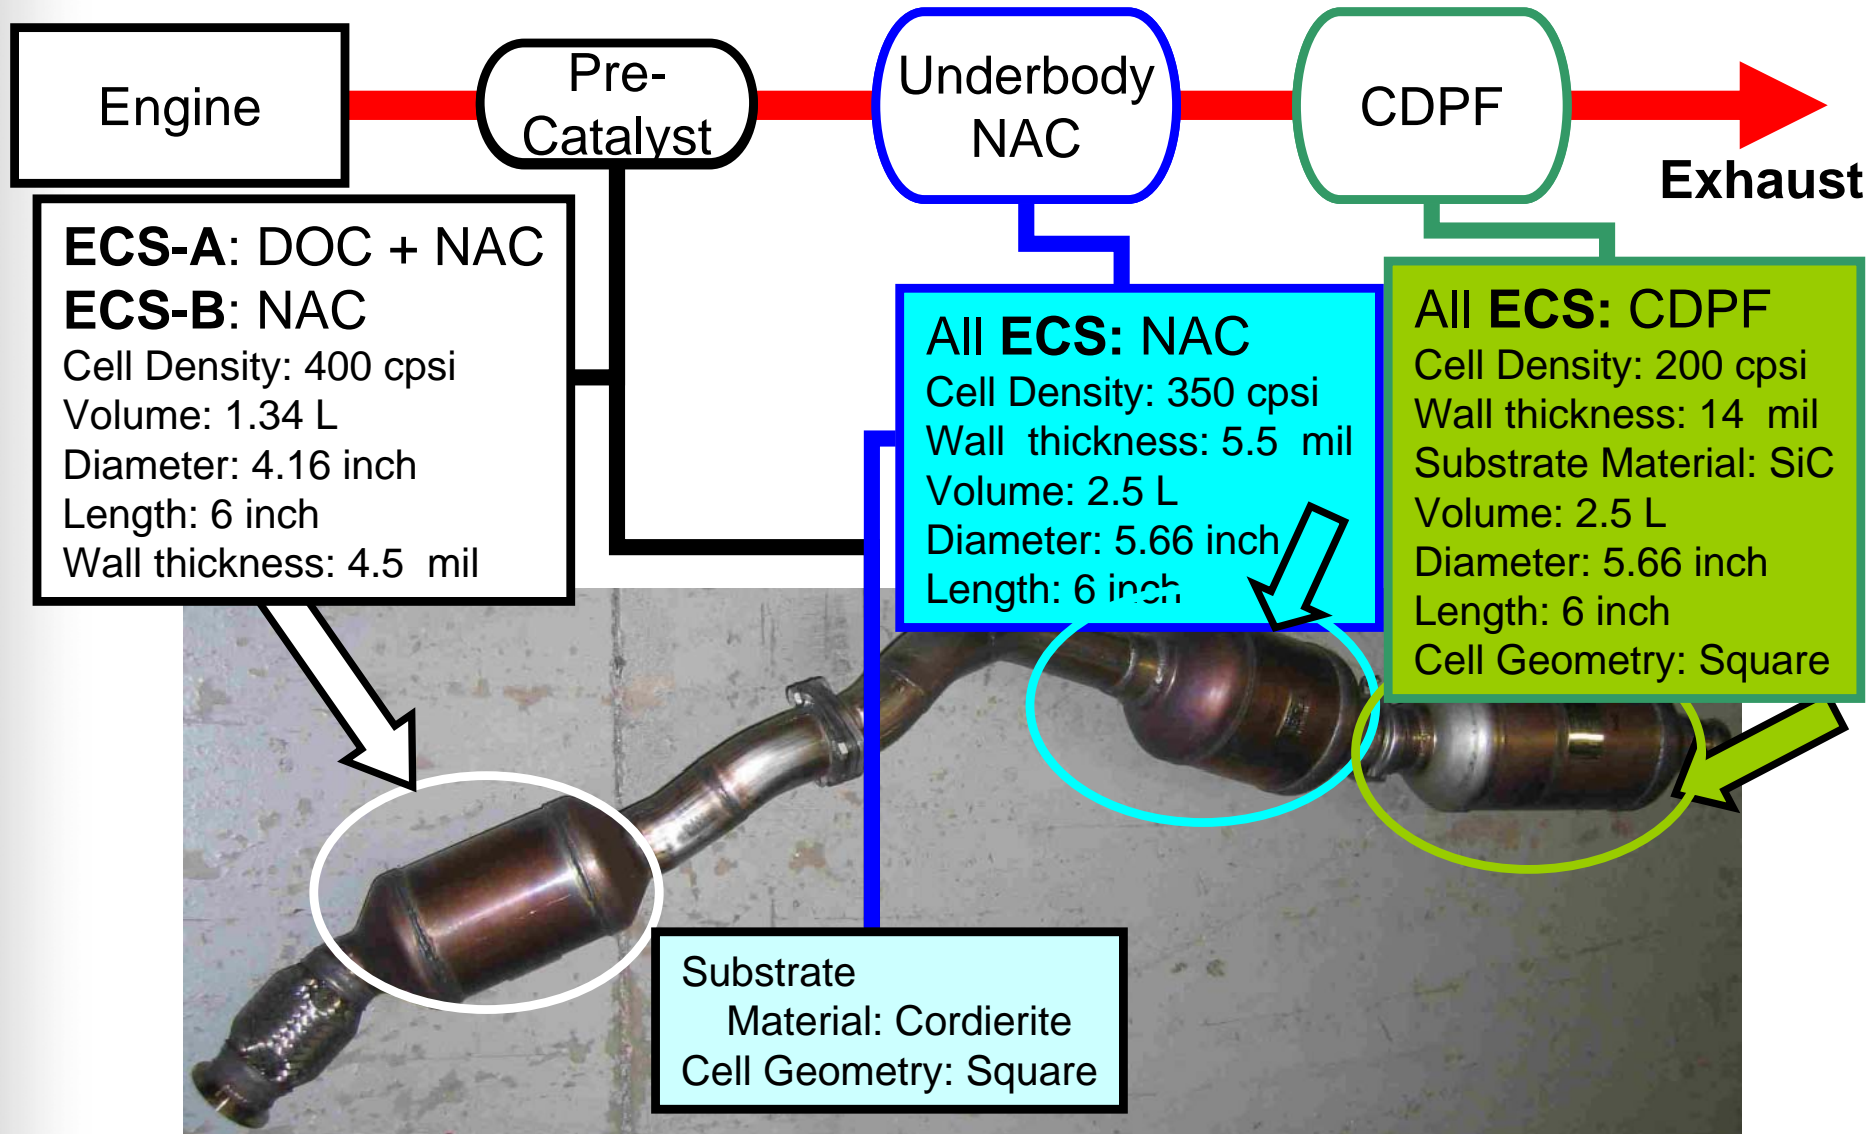 Engine
Pre-
Catalyst
Underbody
NAC
CDPF
Exhaust
ECS-A: DOC + NAC
ECS-B: NAC
Cell Density: 400 cpsi
Volume: 1.34 L
Diameter: 4.16 inch
Length: 6 inch
Wall thickness: 4.5 mil
All ECS: NAC
Cell Density: 350 cpsi
Wall thickness: 5.5 mil
Volume: 2.5 L
Diameter: 5.66 inch
Length: 6 inch
All ECS: CDPF
Cell Density: 200 cpsi
Wall thickness: 14 mil
Substrate Material: SiC
Volume: 2.5 L
Diameter: 5.66 inch
Length: 6 inch
Cell Geometry: Square
Substrate
Material: Cordierite
Cell Geometry: Square